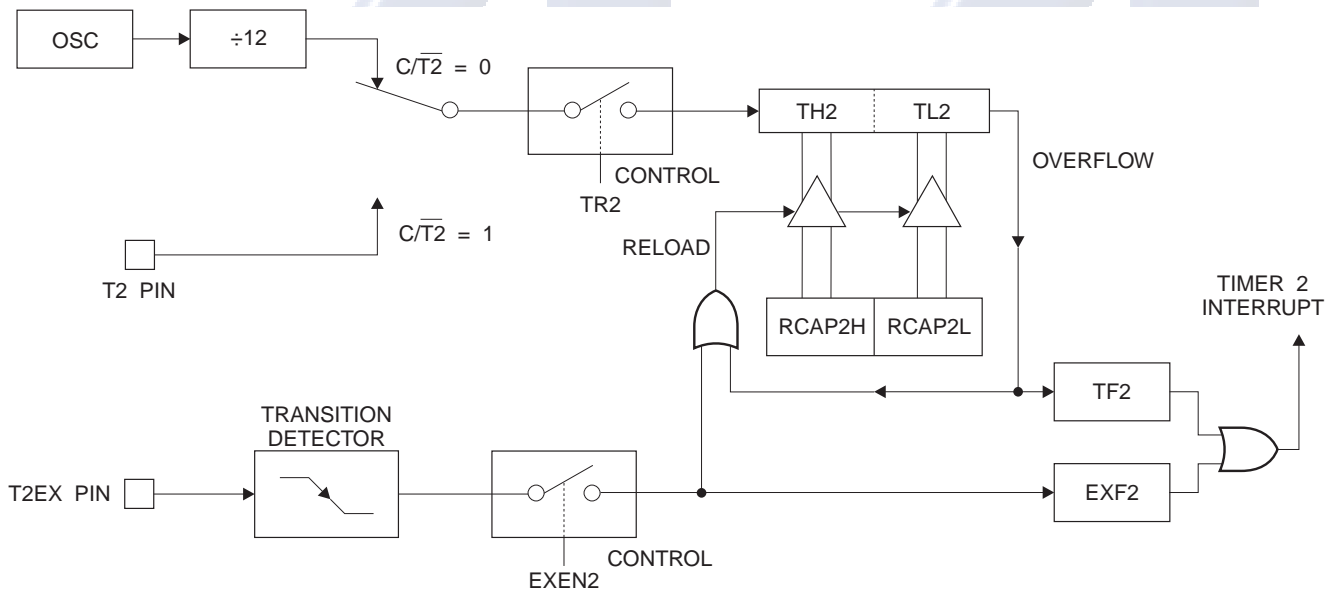 OSC
÷12
C/T2̅ = 0
TH2
TL2
OVERFLOW
CONTROL
TR2
C/T2̅ = 1
T2 PIN
RELOAD
TIMER 2
INTERRUPT
RCAP2H
RCAP2L
TF2
TRANSITION
DETECTOR
T2EX PIN
EXF2
CONTROL
EXEN2